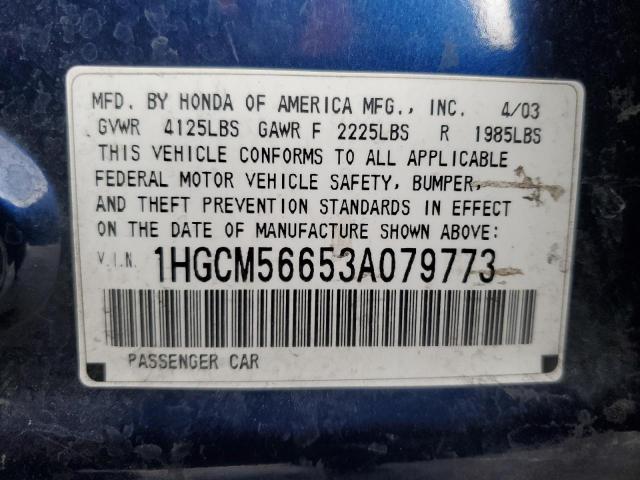 MFD. BY HONDA OF AMERICA MFG., INC. 4/03
GVWR 4125LBS GAWR F 2225LBS R 1985LBS
THIS VEHICLE CONFORMS TO ALL APPLICABLE
FEDERAL MOTOR VEHICLE SAFETY, BUMPER,
AND THEFT PREVENTION STANDARDS IN EFFECT
ON THE DATE OF MANUFACTURE SHOWN ABOVE:
V.I.N. 1HGCM56653A079773
PASSENGER CAR